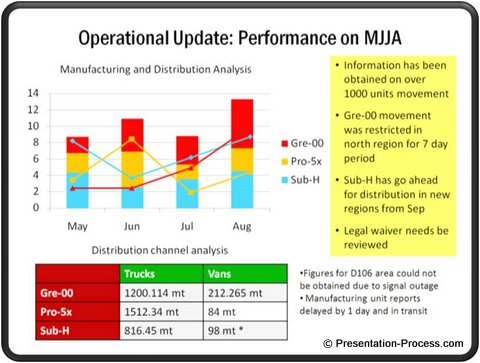 Operational Update: Performance on MJJA
Manufacturing and Distribution Analysis
14
12
10
8
6
4
2
0
May
Jun
Jul
Aug
Gre-00
Pro-5x
Sub-H
• Information has been
obtained on over
1000 units movement
• Gre-00 movement
was restricted in
north region for 7 day
period
• Sub-H has go ahead
for distribution in new
regions from Sep
• Legal waiver needs be
reviewed
Distribution channel analysis
Trucks Vans
Gre-00 1200.114 mt 212.265 mt
Pro-5x 1512.34 mt 84 mt
Sub-H 816.45 mt 98 mt *
•Figures for D106 area could not
be obtained due to signal outage
•Manufacturing unit reports
delayed by 1 day and in transit
© Presentation-Process.com